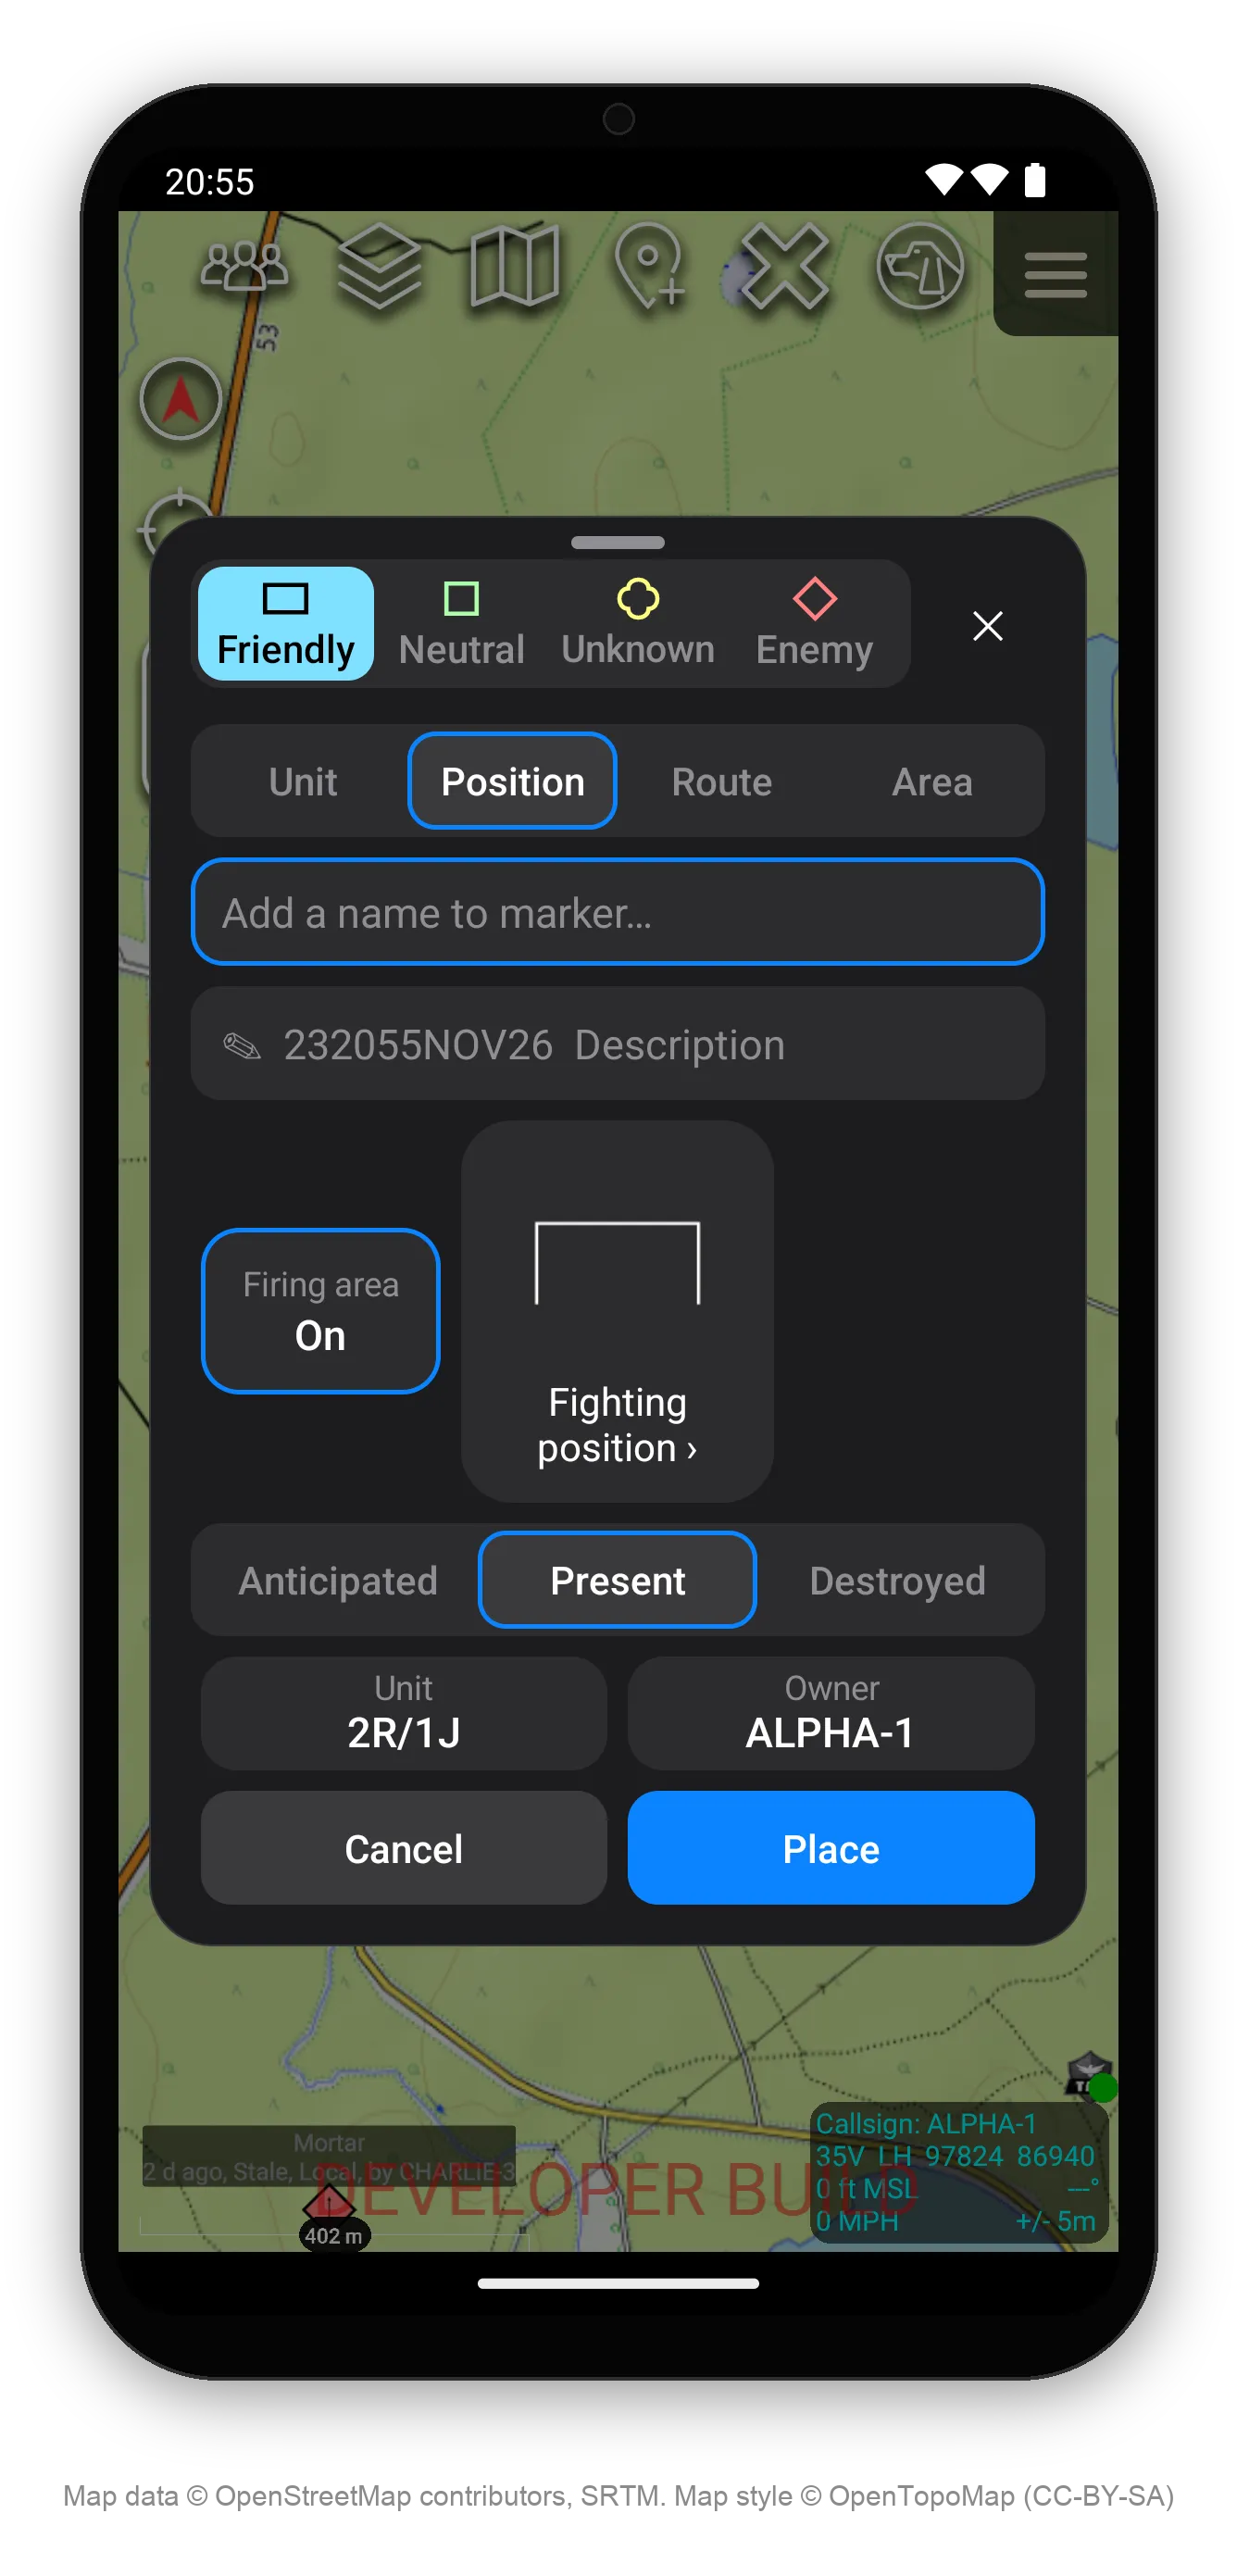 20:55
53
Friendly
Neutral
Unknown
Enemy
Unit
Position
Route
Area
Add a name to marker...
232055NOV26 Description
Firing area
On
Fighting
position ›
Anticipated
Present
Destroyed
Unit
2R/1J
Owner
ALPHA-1
Cancel
Place
Mortar
2 d ago, Stale, Local, by CHARLIE-3
402 m
DEVELOPER BUILD
Callsign: ALPHA-1
35V LH 97824 86940
0 ft MSL ---°
0 MPH +/- 5m
Map data © OpenStreetMap contributors, SRTM. Map style © OpenTopoMap (CC-BY-SA)